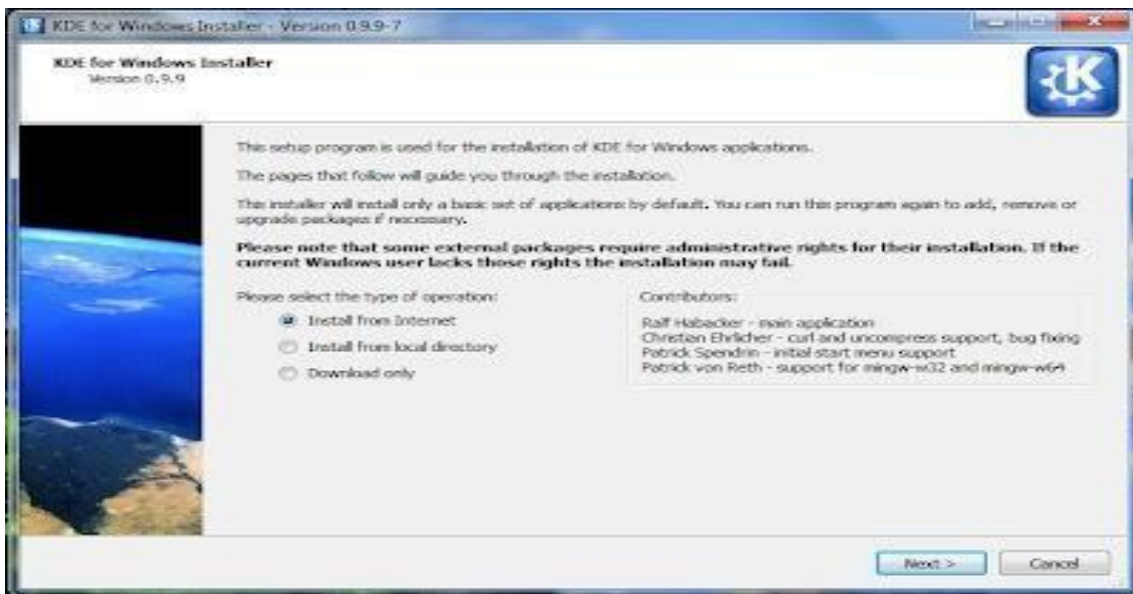 KDE for Windows Installer - Version 0.9.9-7
KDE for Windows Installer
Version 0.9.9
This setup program is used for the installation of KDE for Windows applications.
The pages that follow will guide you through the installation.
This installer will install only a basic set of applications by default. You can run this program again to add, remove or
upgrade packages if necessary.
Please note that some external packages require administrative rights for their installation. If the
current Windows user lacks those rights the installation may fail.
Please select the type of operation:
Install from Internet
Install from local directory
Download only
Contributors:
Ralf Habacker - main application
Christian Ehrlicher - curl and uncompress support, bug fixing
Patrick Spendrin - initial start menu support
Patrick von Reth - support for mingw-w32 and mingw-w64
Next >
Cancel